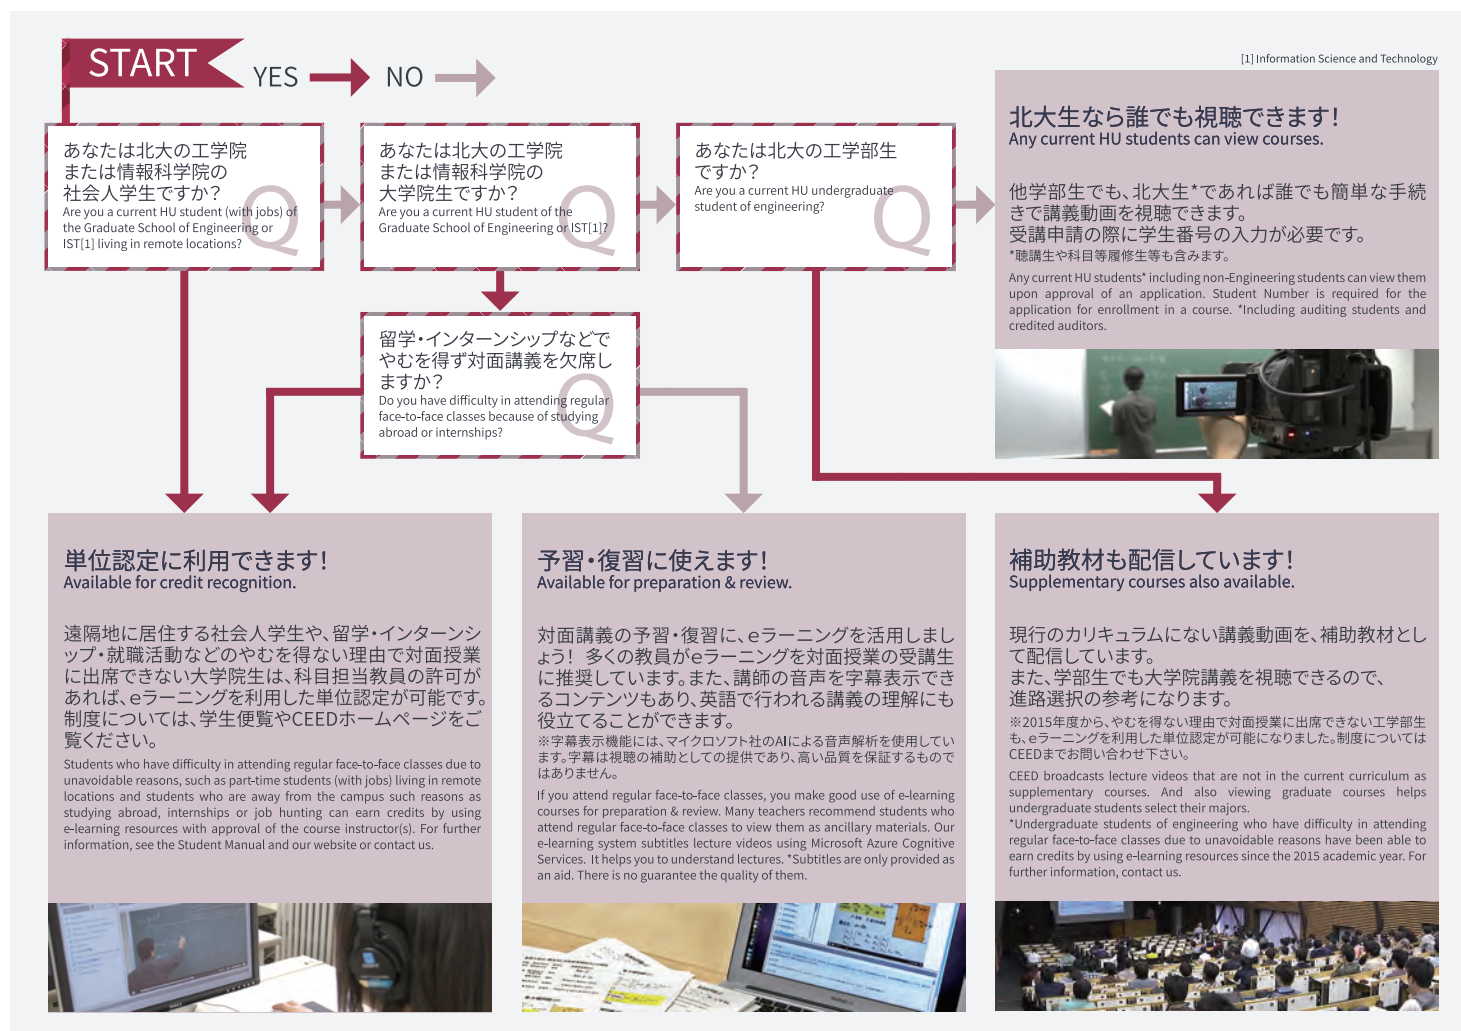 START
YES
NO
[1] Information Science and Technology
あなたは北大の工学院
または情報科学院の
社会人学生ですか？
Are you a current HU student (with jobs) of
the Graduate School of Engineering or
IST[1] living in remote locations?
Q
あなたは北大の工学院
または情報科学院の
大学院生ですか？
Are you a current HU student of the
Graduate School of Engineering or IST[1]?
Q
あなたは北大の工学部生
ですか？
Are you a current HU undergraduate
student of engineering?
Q
北大生なら誰でも視聴できます！
Any current HU students can view courses.
他学部生でも、北大生*であれば誰でも簡単な手続
きで講義動画を視聴できます。
受講申請の際に学生番号の入力が必要です。
*聴講生や科目等履修生等も含みます。
Any current HU students* including non-Engineering students can view them
upon approval of an application. Student Number is required for the
application for enrollment in a course. *Including auditing students and
credited auditors.
留学・インターンシップなどで
やむを得ず対面講義を欠席し
ますか？
Do you have difficulty in attending regular
face-to-face classes because of studying
abroad or internships?
Q
単位認定に利用できます！
Available for credit recognition.
遠隔地に居住する社会人学生や、留学・インターンシ
ップ・就職活動などのやむを得ない理由で対面授業
に出席できない大学院生は、科目担当教員の許可が
あれば、eラーニングを利用した単位認定が可能です。
制度については、学生便覧やCEEDホームページをご
覧ください。
Students who have difficulty in attending regular face-to-face classes due to
unavoidable reasons, such as part-time students (with jobs) living in remote
locations and students who are away from the campus such reasons as
studying abroad, internships or job hunting can earn credits by using
e-learning resources with approval of the course instructor(s). For further
information, see the Student Manual and our website or contact us.
予習・復習に使えます！
Available for preparation & review.
対面講義の予習・復習に、eラーニングを活用しまし
ょう！ 多くの教員がeラーニングを対面授業の受講生
に推奨しています。また、講師の音声を字幕表示でき
るコンテンツもあり、英語で行われる講義の理解にも
役立てることができます。
※字幕表示機能には、マイクロソフト社のAIによる音声解析を使用してい
ます。字幕は視聴の補助としての提供であり、高い品質を保証するもので
はありません。
If you attend regular face-to-face classes, you make good use of e-learning
courses for preparation & review. Many teachers recommend students who
attend regular face-to-face classes to view them as ancillary materials. Our
e-learning system subtitles lecture videos using Microsoft Azure Cognitive
Services. It helps you to understand lectures. *Subtitles are only provided as
an aid. There is no guarantee the quality of them.
補助教材も配信しています！
Supplementary courses also available.
現行のカリキュラムにない講義動画を、補助教材とし
て配信しています。
また、学部生でも大学院講義を視聴できるので、
進路選択の参考になります。
※2015年度から、やむを得ない理由で対面授業に出席できない工学部生
も、eラーニングを利用した単位認定が可能になりました。制度については
CEEDまでお問い合わせ下さい。
CEED broadcasts lecture videos that are not in the current curriculum as
supplementary courses. And also viewing graduate courses helps
undergraduate students select their majors.
*Undergraduate students of engineering who have difficulty in attending
regular face-to-face classes due to unavoidable reasons have been able to
earn credits by using e-learning resources since the 2015 academic year. For
further information, contact us.